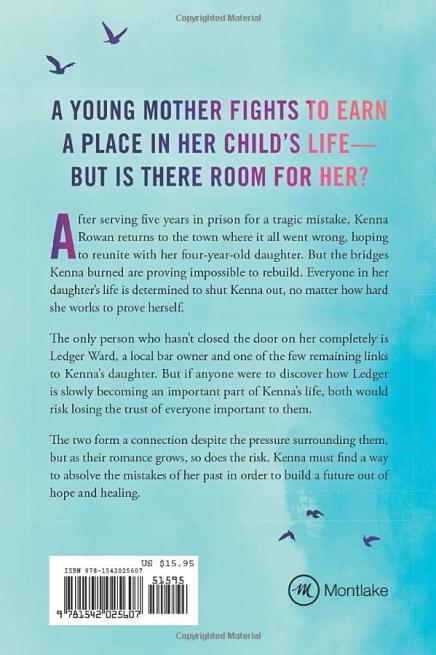 Copyrighted Material
A YOUNG MOTHER FIGHTS TO EARN
A PLACE IN HER CHILD'S LIFE—
BUT IS THERE ROOM FOR HER?
After serving five years in prison for a tragic mistake, Kenna
Rowan returns to the town where it all went wrong, hoping
to reunite with her four-year-old daughter. But the bridges
Kenna burned are proving impossible to rebuild. Everyone in her
daughter's life is determined to shut Kenna out, no matter how hard
she works to prove herself.
The only person who hasn't closed the door on her completely is
Ledger Ward, a local bar owner and one of the few remaining links
to Kenna's daughter. But if anyone were to discover how Ledger
is slowly becoming an important part of Kenna's life, both would
risk losing the trust of everyone important to them.
The two form a connection despite the pressure surrounding them,
but as their romance grows, so does the risk. Kenna must find a way
to absolve the mistakes of her past in order to build a future out of
hope and healing.
US $15.95
ISBN 978-1542025607
51595
9 781542 025607
m Montlake
Copyrighted Material